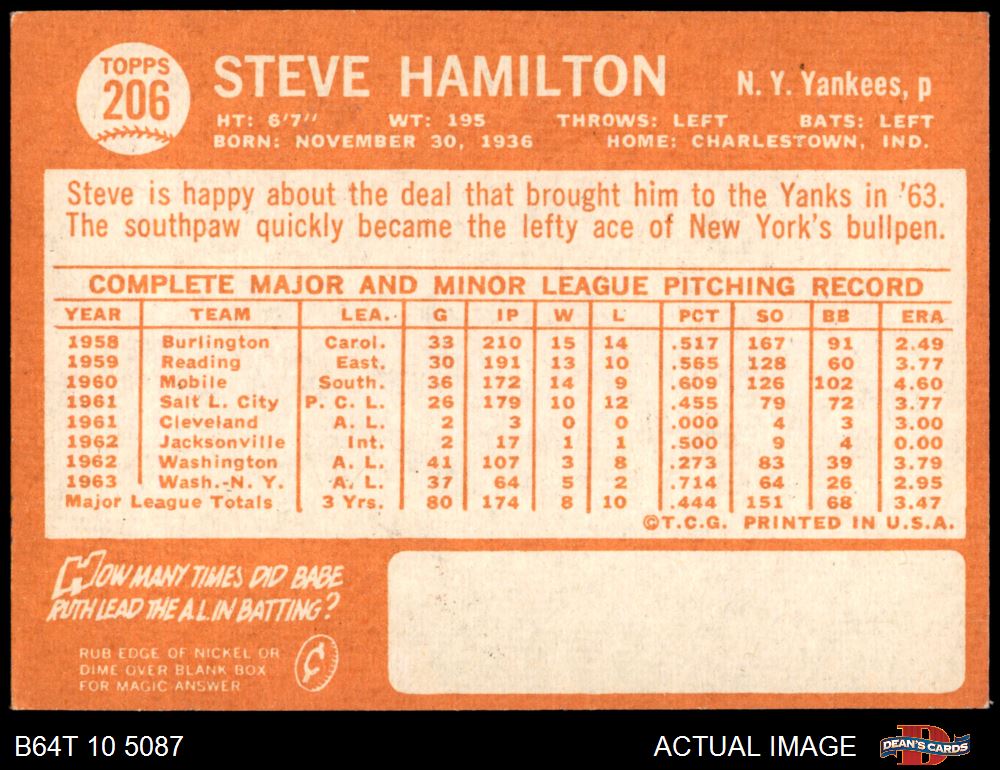 TOPPS
206
STEVE HAMILTON
N. Y. Yankees, p
HT: 6'7" WT: 195 THROWS: LEFT BATS: LEFT
BORN: NOVEMBER 30, 1936 HOME: CHARLESTOWN, IND.
Steve is happy about the deal that brought him to the Yanks in '63.
The southpaw quickly became the lefty ace of New York's bullpen.
COMPLETE MAJOR AND MINOR LEAGUE PITCHING RECORD
YEAR TEAM LEA. G IP W L PCT SO BB ERA
1958 Burlington Carol. 33 210 15 14 .517 167 91 2.49
1959 Reading East. 30 191 13 10 .565 128 60 3.77
1960 Mobile South. 36 172 14 9 .609 126 102 4.60
1961 Salt L. City P. C. L. 26 179 10 12 .455 79 72 3.77
1961 Cleveland A. L. 2 3 0 0 .000 4 3 3.00
1962 Jacksonville Int. 2 17 1 1 .500 9 4 0.00
1962 Washington A. L. 41 107 3 8 .273 83 39 3.79
1963 Wash.-N. Y. A. L. 37 64 5 2 .714 64 26 2.95
Major League Totals 3 Yrs. 80 174 8 10 .444 151 68 3.47
©T.C.G. PRINTED IN U.S.A.
HOW MANY TIMES DID BABE
RUTH LEAD THE A.L. IN BATTING?
RUB EDGE OF NICKEL OR
DIME OVER BLANK BOX
FOR MAGIC ANSWER
¢
B64T 10 5087
ACTUAL IMAGE
D
DEAN'S CARDS